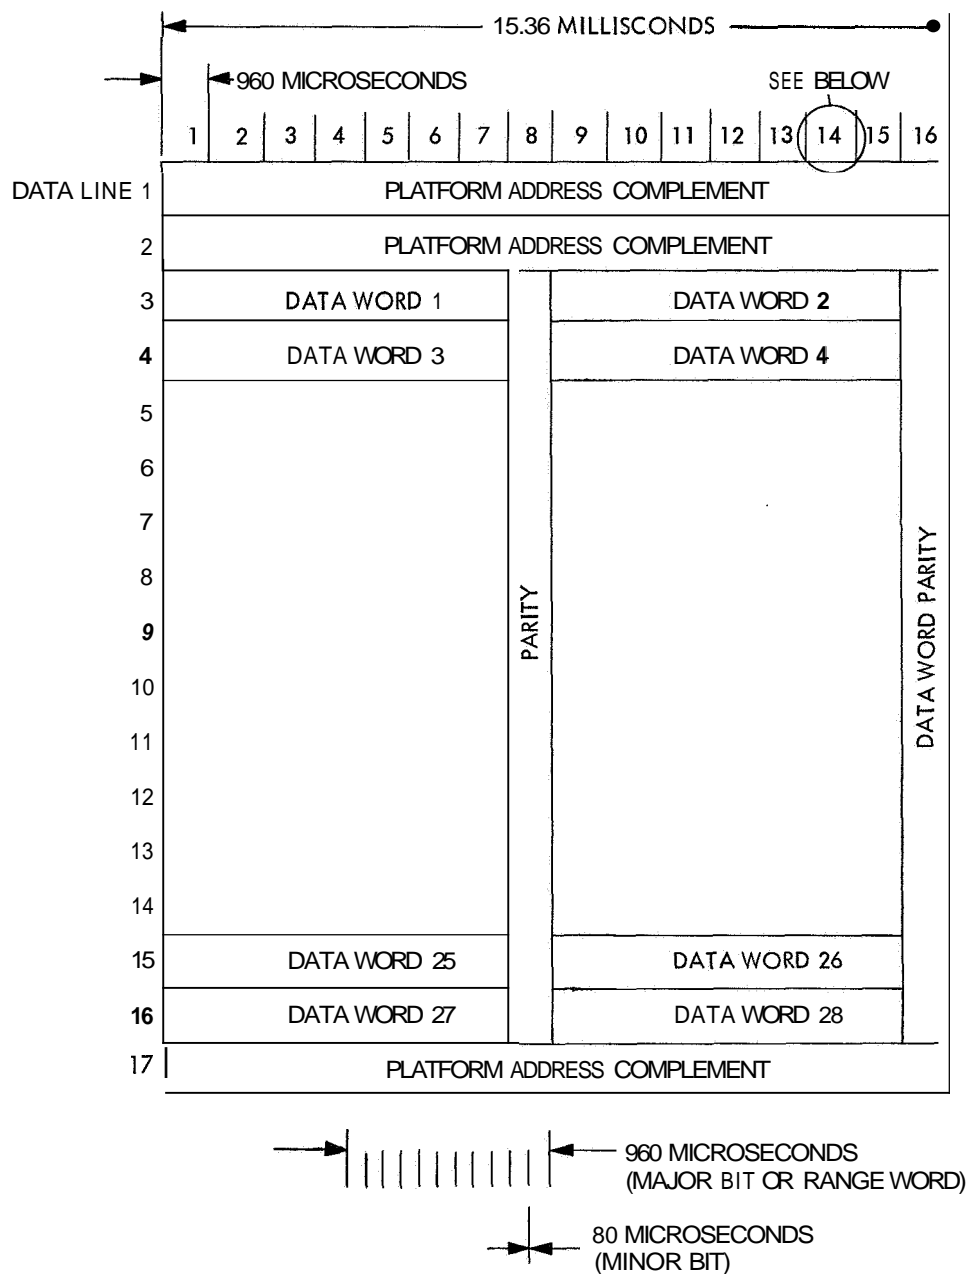 15.36 MILLISCONDS
960 MICROSECONDS
SEE BELOW
1 2 3 4 5 6 7 8 9 10 11 12 13 14 15 16
DATA LINE 1 PLATFORM ADDRESS COMPLEMENT
2 PLATFORM ADDRESS COMPLEMENT
3 DATA WORD 1 DATA WORD 2
4 DATA WORD 3 DATA WORD 4
5
6
7
8
9
10
11
12
13
14
PARITY
DATA WORD PARITY
15 DATA WORD 25 DATA WORD 26
16 DATA WORD 27 DATA WORD 28
17 PLATFORM ADDRESS COMPLEMENT
960 MICROSECONDS
(MAJOR BIT OR RANGE WORD)
80 MICROSECONDS
(MINOR BIT)